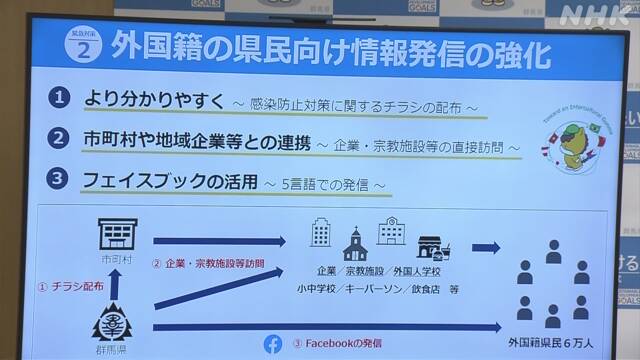 NHK
GOALS
緊急対策
2
外国籍の県民向け情報発信の強化
1 より分かりやすく ~ 感染防止対策に関するチラシの配布 ~
2 市町村や地域企業等との連携 ~ 企業・宗教施設等の直接訪問 ~
3 フェイスブックの活用 ~ 5言語での発信 ~
市町村
② 企業・宗教施設等訪問
① チラシ配布
企業/宗教施設/外国人学校
小中学校/キーパーソン/飲食店 等
群馬県
③ Facebookの発信
外国籍県民6万人